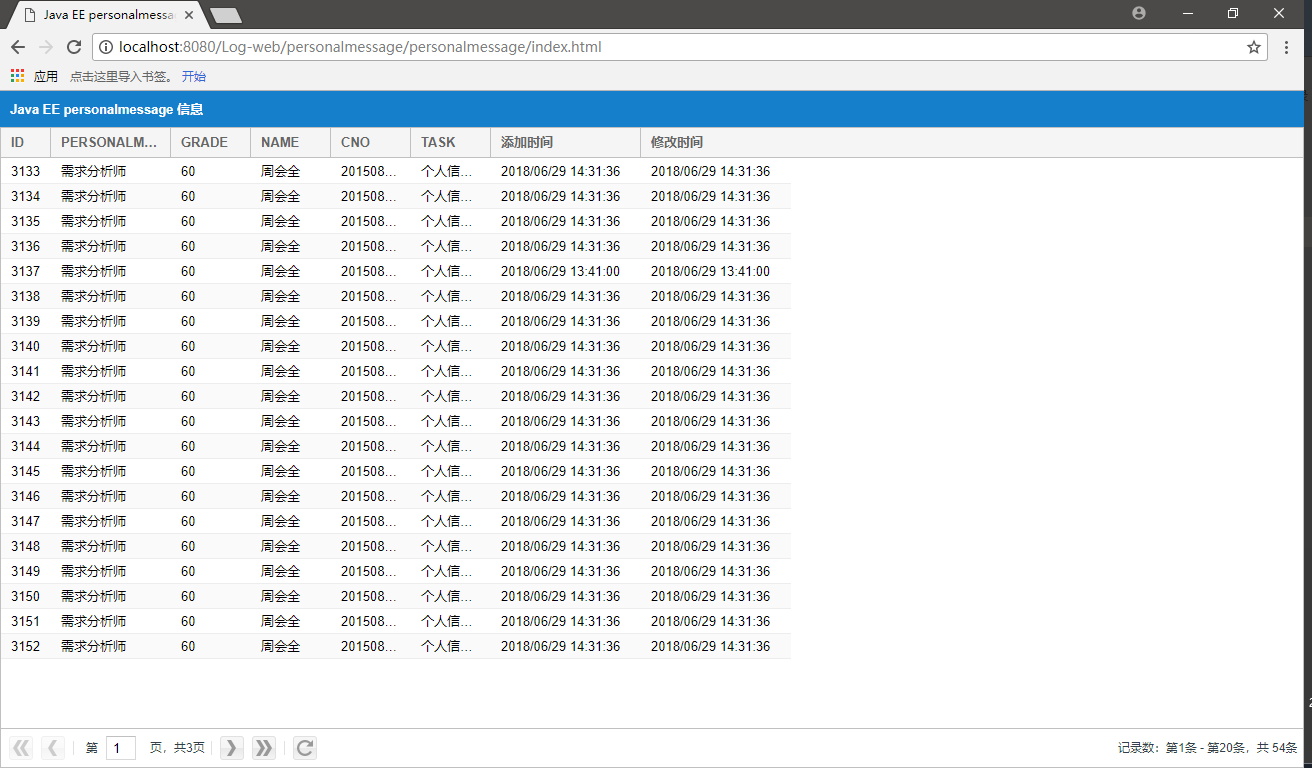 Java EE personalmessa
localhost:8080/Log-web/personalmessage/personalmessage/index.html
应用 点击这里导入书签。 开始
Java EE personalmessage 信息
ID PERSONALM... GRADE NAME CNO TASK 添加时间 修改时间
3133 需求分析师 60 周会全 201508... 个人信... 2018/06/29 14:31:36 2018/06/29 14:31:36
3134 需求分析师 60 周会全 201508... 个人信... 2018/06/29 14:31:36 2018/06/29 14:31:36
3135 需求分析师 60 周会全 201508... 个人信... 2018/06/29 14:31:36 2018/06/29 14:31:36
3136 需求分析师 60 周会全 201508... 个人信... 2018/06/29 14:31:36 2018/06/29 14:31:36
3137 需求分析师 60 周会全 201508... 个人信... 2018/06/29 13:41:00 2018/06/29 13:41:00
3138 需求分析师 60 周会全 201508... 个人信... 2018/06/29 14:31:36 2018/06/29 14:31:36
3139 需求分析师 60 周会全 201508... 个人信... 2018/06/29 14:31:36 2018/06/29 14:31:36
3140 需求分析师 60 周会全 201508... 个人信... 2018/06/29 14:31:36 2018/06/29 14:31:36
3141 需求分析师 60 周会全 201508... 个人信... 2018/06/29 14:31:36 2018/06/29 14:31:36
3142 需求分析师 60 周会全 201508... 个人信... 2018/06/29 14:31:36 2018/06/29 14:31:36
3143 需求分析师 60 周会全 201508... 个人信... 2018/06/29 14:31:36 2018/06/29 14:31:36
3144 需求分析师 60 周会全 201508... 个人信... 2018/06/29 14:31:36 2018/06/29 14:31:36
3145 需求分析师 60 周会全 201508... 个人信... 2018/06/29 14:31:36 2018/06/29 14:31:36
3146 需求分析师 60 周会全 201508... 个人信... 2018/06/29 14:31:36 2018/06/29 14:31:36
3147 需求分析师 60 周会全 201508... 个人信... 2018/06/29 14:31:36 2018/06/29 14:31:36
3148 需求分析师 60 周会全 201508... 个人信... 2018/06/29 14:31:36 2018/06/29 14:31:36
3149 需求分析师 60 周会全 201508... 个人信... 2018/06/29 14:31:36 2018/06/29 14:31:36
3150 需求分析师 60 周会全 201508... 个人信... 2018/06/29 14:31:36 2018/06/29 14:31:36
3151 需求分析师 60 周会全 201508... 个人信... 2018/06/29 14:31:36 2018/06/29 14:31:36
3152 需求分析师 60 周会全 201508... 个人信... 2018/06/29 14:31:36 2018/06/29 14:31:36
第 1 页，共3页 记录数：第1条 - 第20条，共 54条